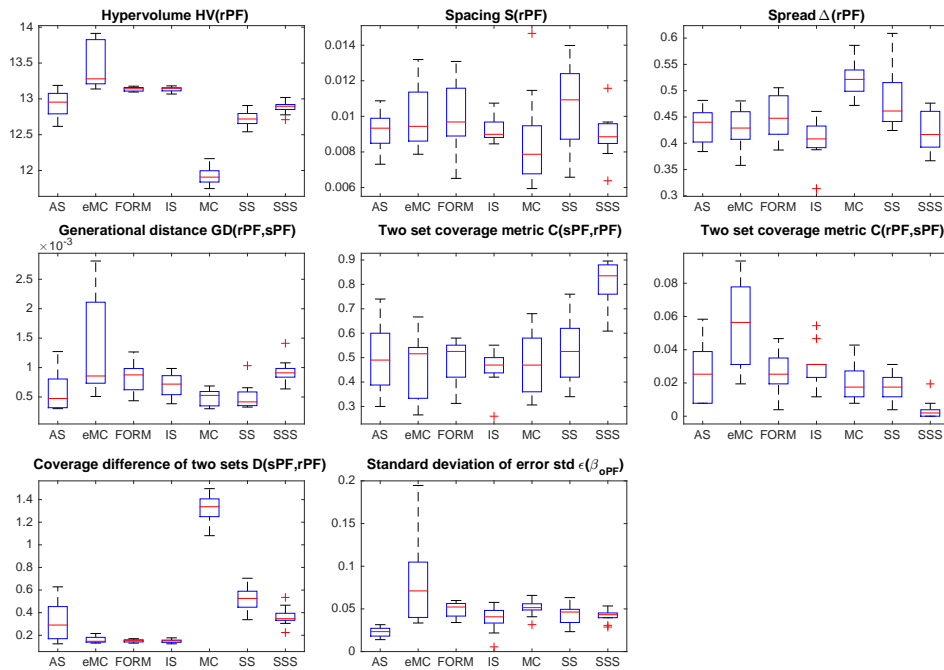 Hypervolume HV(rPF)
14
13.5
13
12.5
12
AS eMC FORM IS MC SS SSS
Spacing S(rPF)
0.014
0.012
0.01
0.008
0.006
AS eMC FORM IS MC SS SSS
Spread Δ(rPF)
0.6
0.55
0.5
0.45
0.4
0.35
0.3
AS eMC FORM IS MC SS SSS
Generational distance GD(rPF,sPF)
×10⁻³
2.5
2
1.5
1
0.5
AS eMC FORM IS MC SS SSS
Two set coverage metric C(sPF,rPF)
0.9
0.8
0.7
0.6
0.5
0.4
0.3
AS eMC FORM IS MC SS SSS
Two set coverage metric C(rPF,sPF)
0.08
0.06
0.04
0.02
0
AS eMC FORM IS MC SS SSS
Coverage difference of two sets D(sPF,rPF)
1.4
1.2
1
0.8
0.6
0.4
0.2
AS eMC FORM IS MC SS SSS
Standard deviation of error std ϵ(β_oPF)
0.2
0.15
0.1
0.05
0
AS eMC FORM IS MC SS SSS